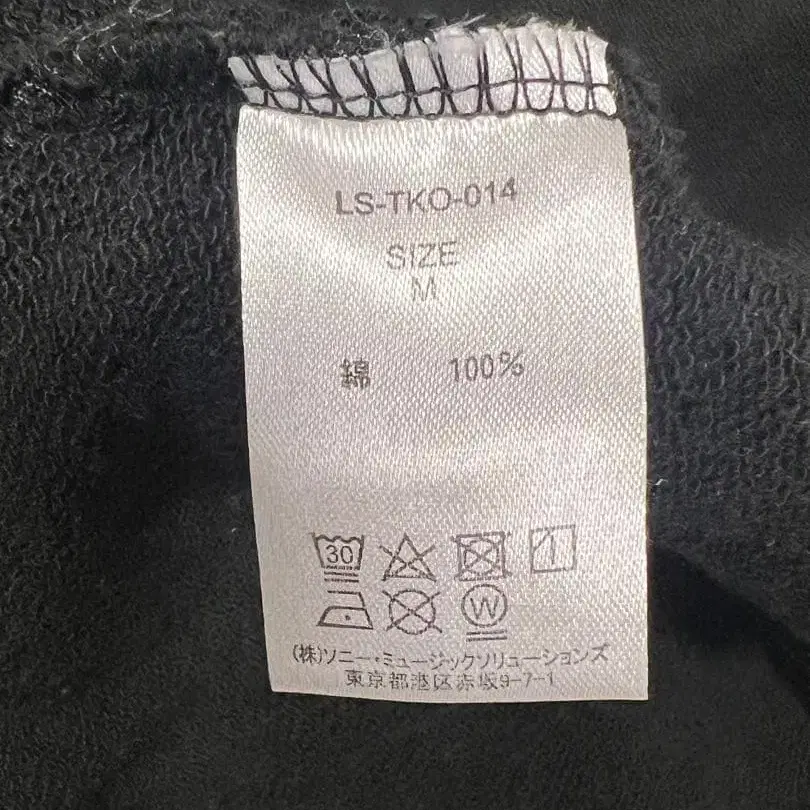 LS-TKO-014
SIZE
M
綿 100%
30
W
(株)ソニー・ミュージックソリューションズ
東京都港区赤坂9-7-1